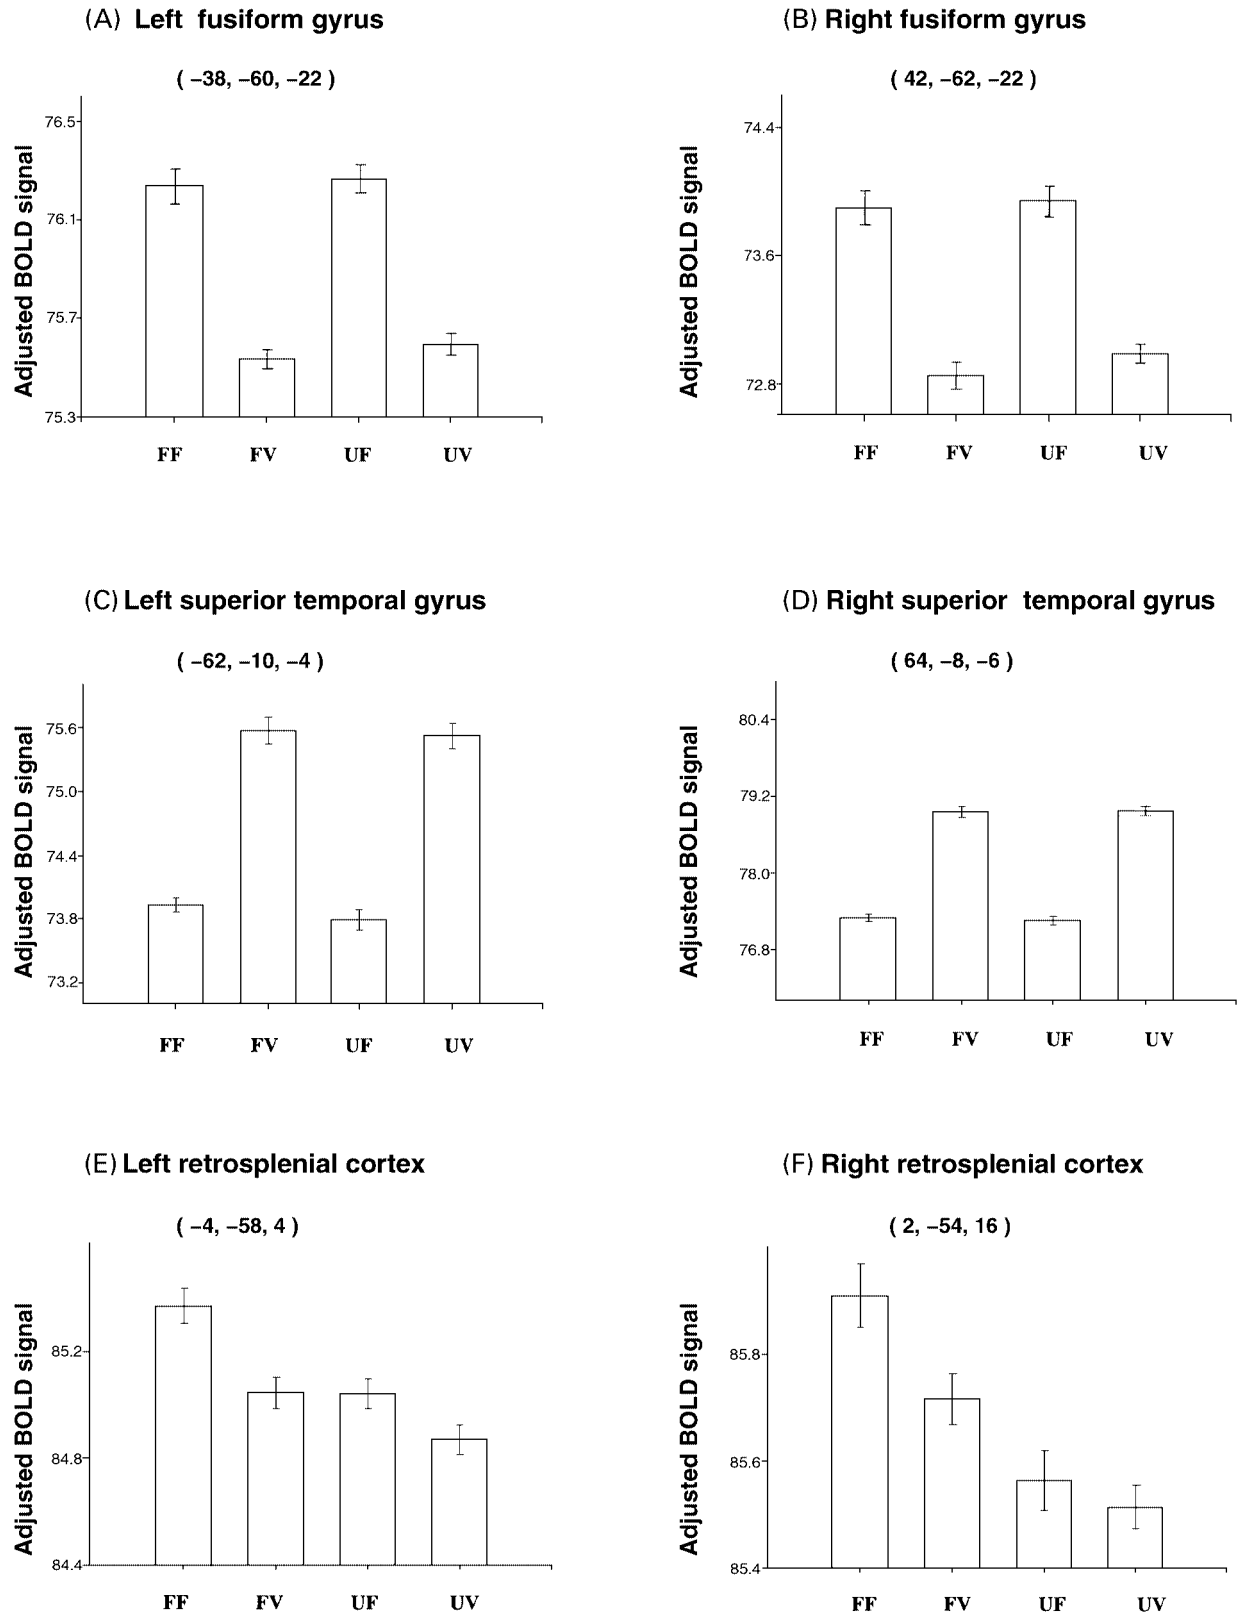 (A) Left fusiform gyrus
( −38, −60, −22 )
Adjusted BOLD signal
76.5
76.1
75.7
75.3
FF FV UF UV
(B) Right fusiform gyrus
( 42, −62, −22 )
Adjusted BOLD signal
74.4
73.6
72.8
FF FV UF UV
(C) Left superior temporal gyrus
( −62, −10, −4 )
Adjusted BOLD signal
75.6
75.0
74.4
73.8
73.2
FF FV UF UV
(D) Right superior temporal gyrus
( 64, −8, −6 )
Adjusted BOLD signal
80.4
79.2
78.0
76.8
FF FV UF UV
(E) Left retrosplenial cortex
( −4, −58, 4 )
Adjusted BOLD signal
85.2
84.8
84.4
FF FV UF UV
(F) Right retrosplenial cortex
( 2, −54, 16 )
Adjusted BOLD signal
85.8
85.6
85.4
FF FV UF UV